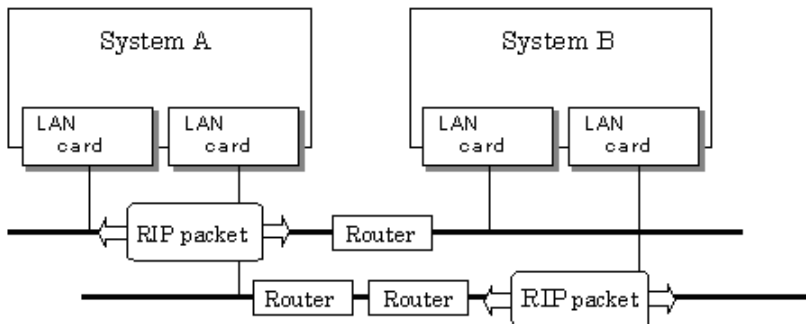 System A
System B
LAN
card
LAN
card
LAN
card
LAN
card
RIP packet
Router
Router
Router
RIP packet